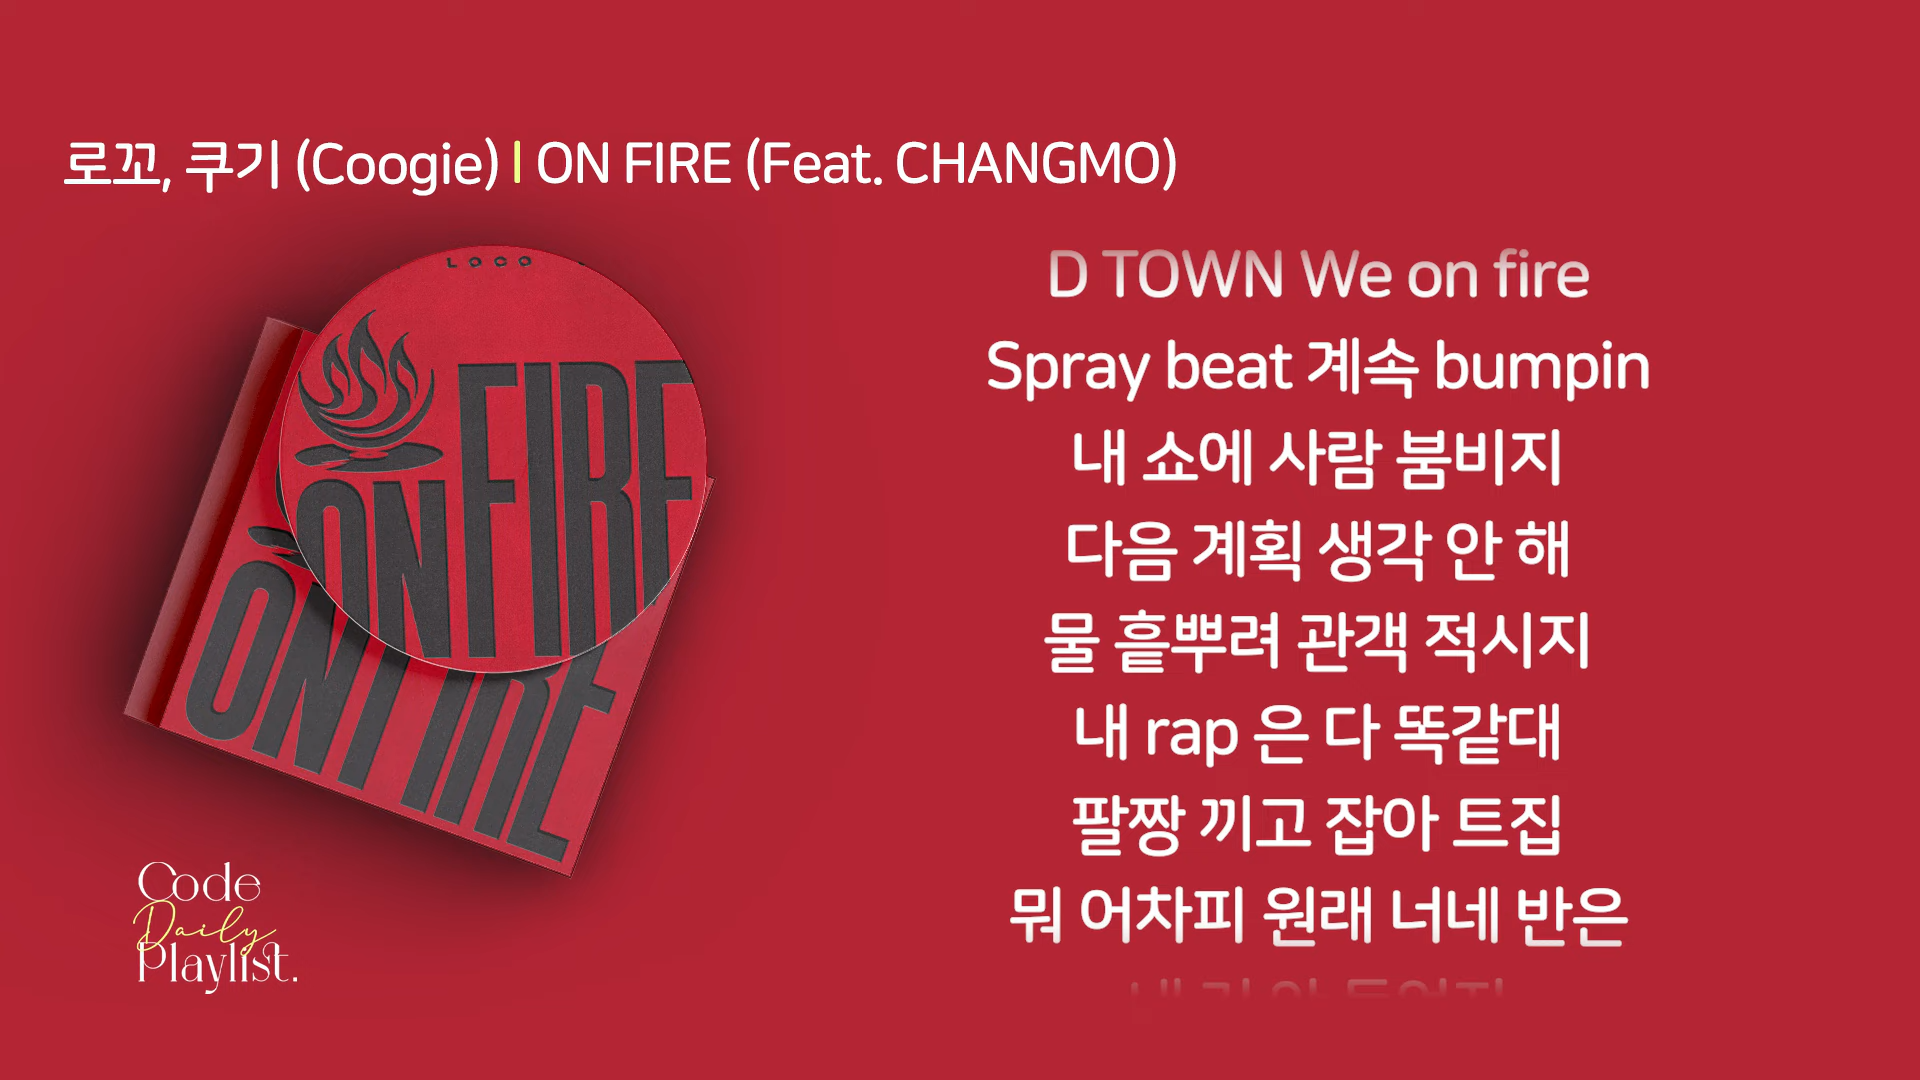 로꼬, 쿠기 (Coogie) | ON FIRE (Feat. CHANGMO)
LOCO
ON FIRE
ON FIRE
D TOWN We on fire
Spray beat 계속 bumpin
내 쇼에 사람 붐비지
다음 계획 생각 안 해
물 흩뿌려 관객 적시지
내 rap 은 다 똑같대
팔짱 끼고 잡아 트집
뭐 어차피 원래 너네 반은
Code
Daily
Playlist.